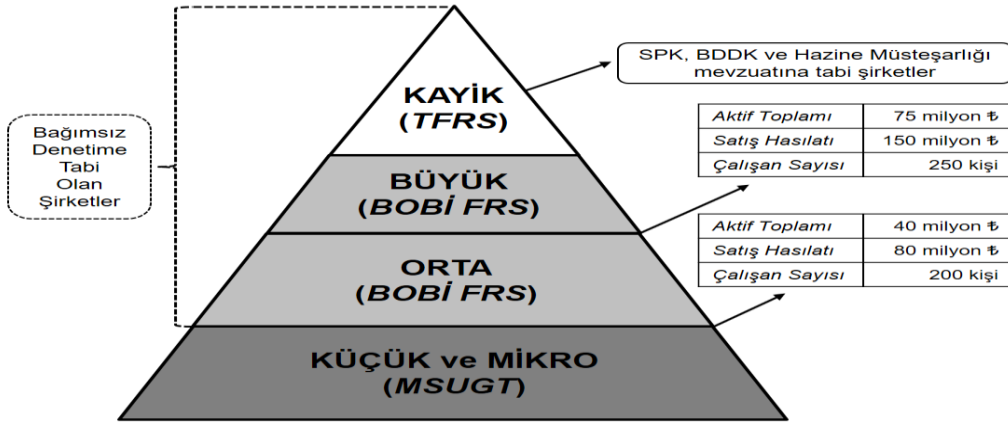 SPK, BDDK ve Hazine Müsteşarlığı
mevzuatına tabi şirketler
KAYİK
(TFRS)
Bağımsız
Denetime
Tabi
Olan
Şirketler
Aktif Toplamı 75 milyon ₺
Satış Hasılatı 150 milyon ₺
Çalışan Sayısı 250 kişi
BÜYÜK
(BOBİ FRS)
Aktif Toplamı 40 milyon ₺
Satış Hasılatı 80 milyon ₺
Çalışan Sayısı 200 kişi
ORTA
(BOBİ FRS)
KÜÇÜK ve MİKRO
(MSUGT)